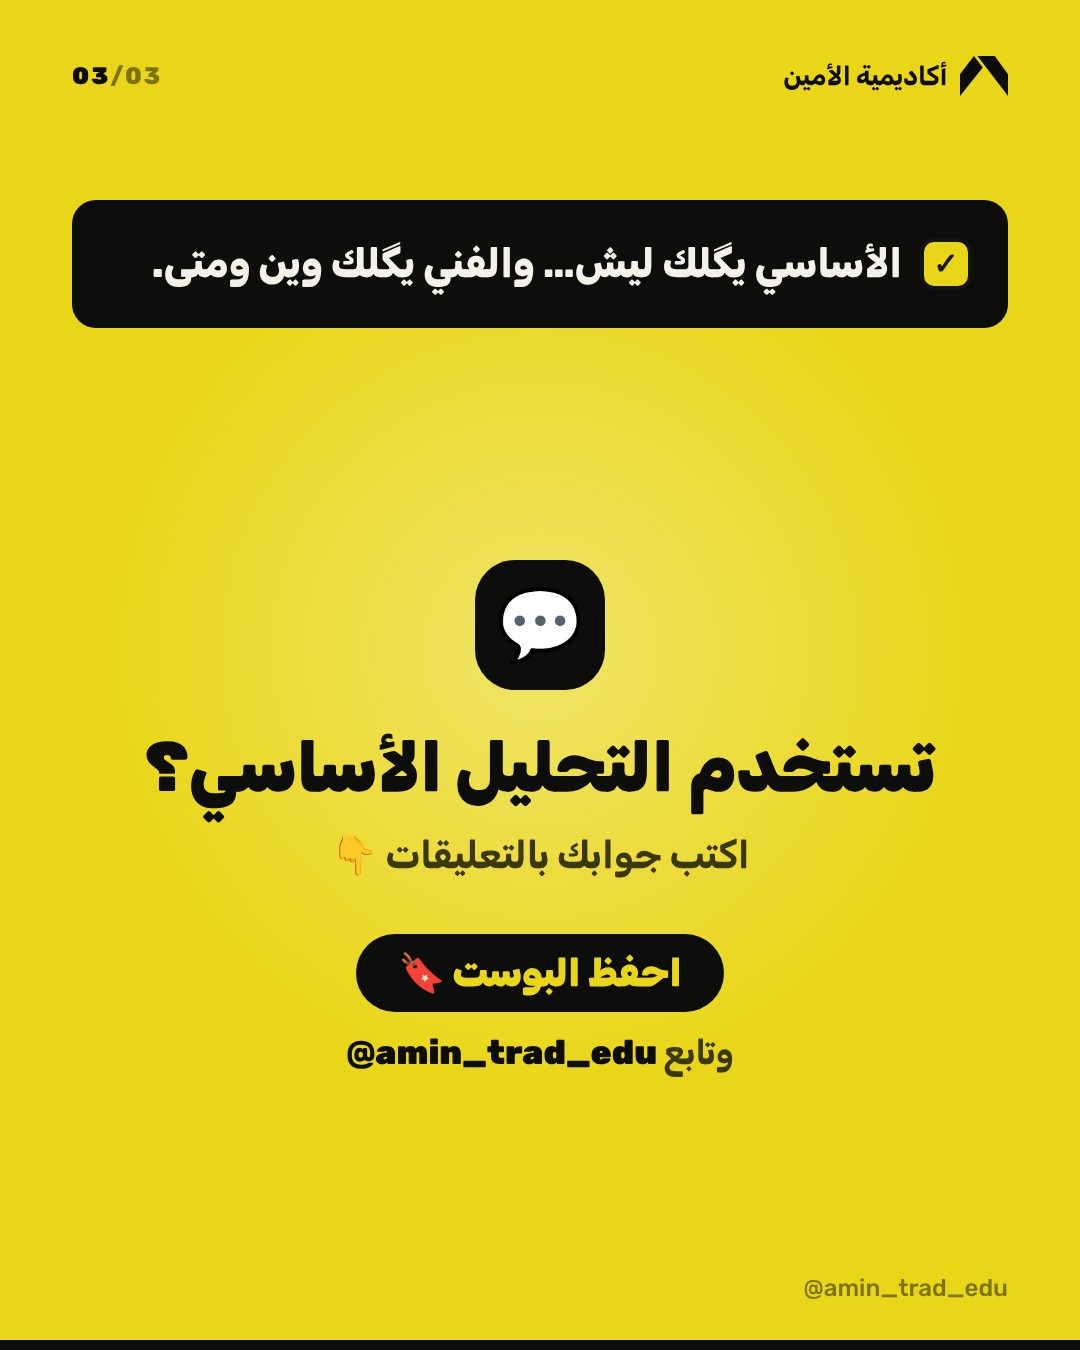 أكاديمية الأمين
03/03
✓ الأساسي يگلك ليش... والفني يگلك وين ومتى.
تستخدم التحليل الأساسي؟
اكتب جوابك بالتعليقات 👇
احفظ البوست 🔖
وتابع @amin_trad_edu
@amin_trad_edu